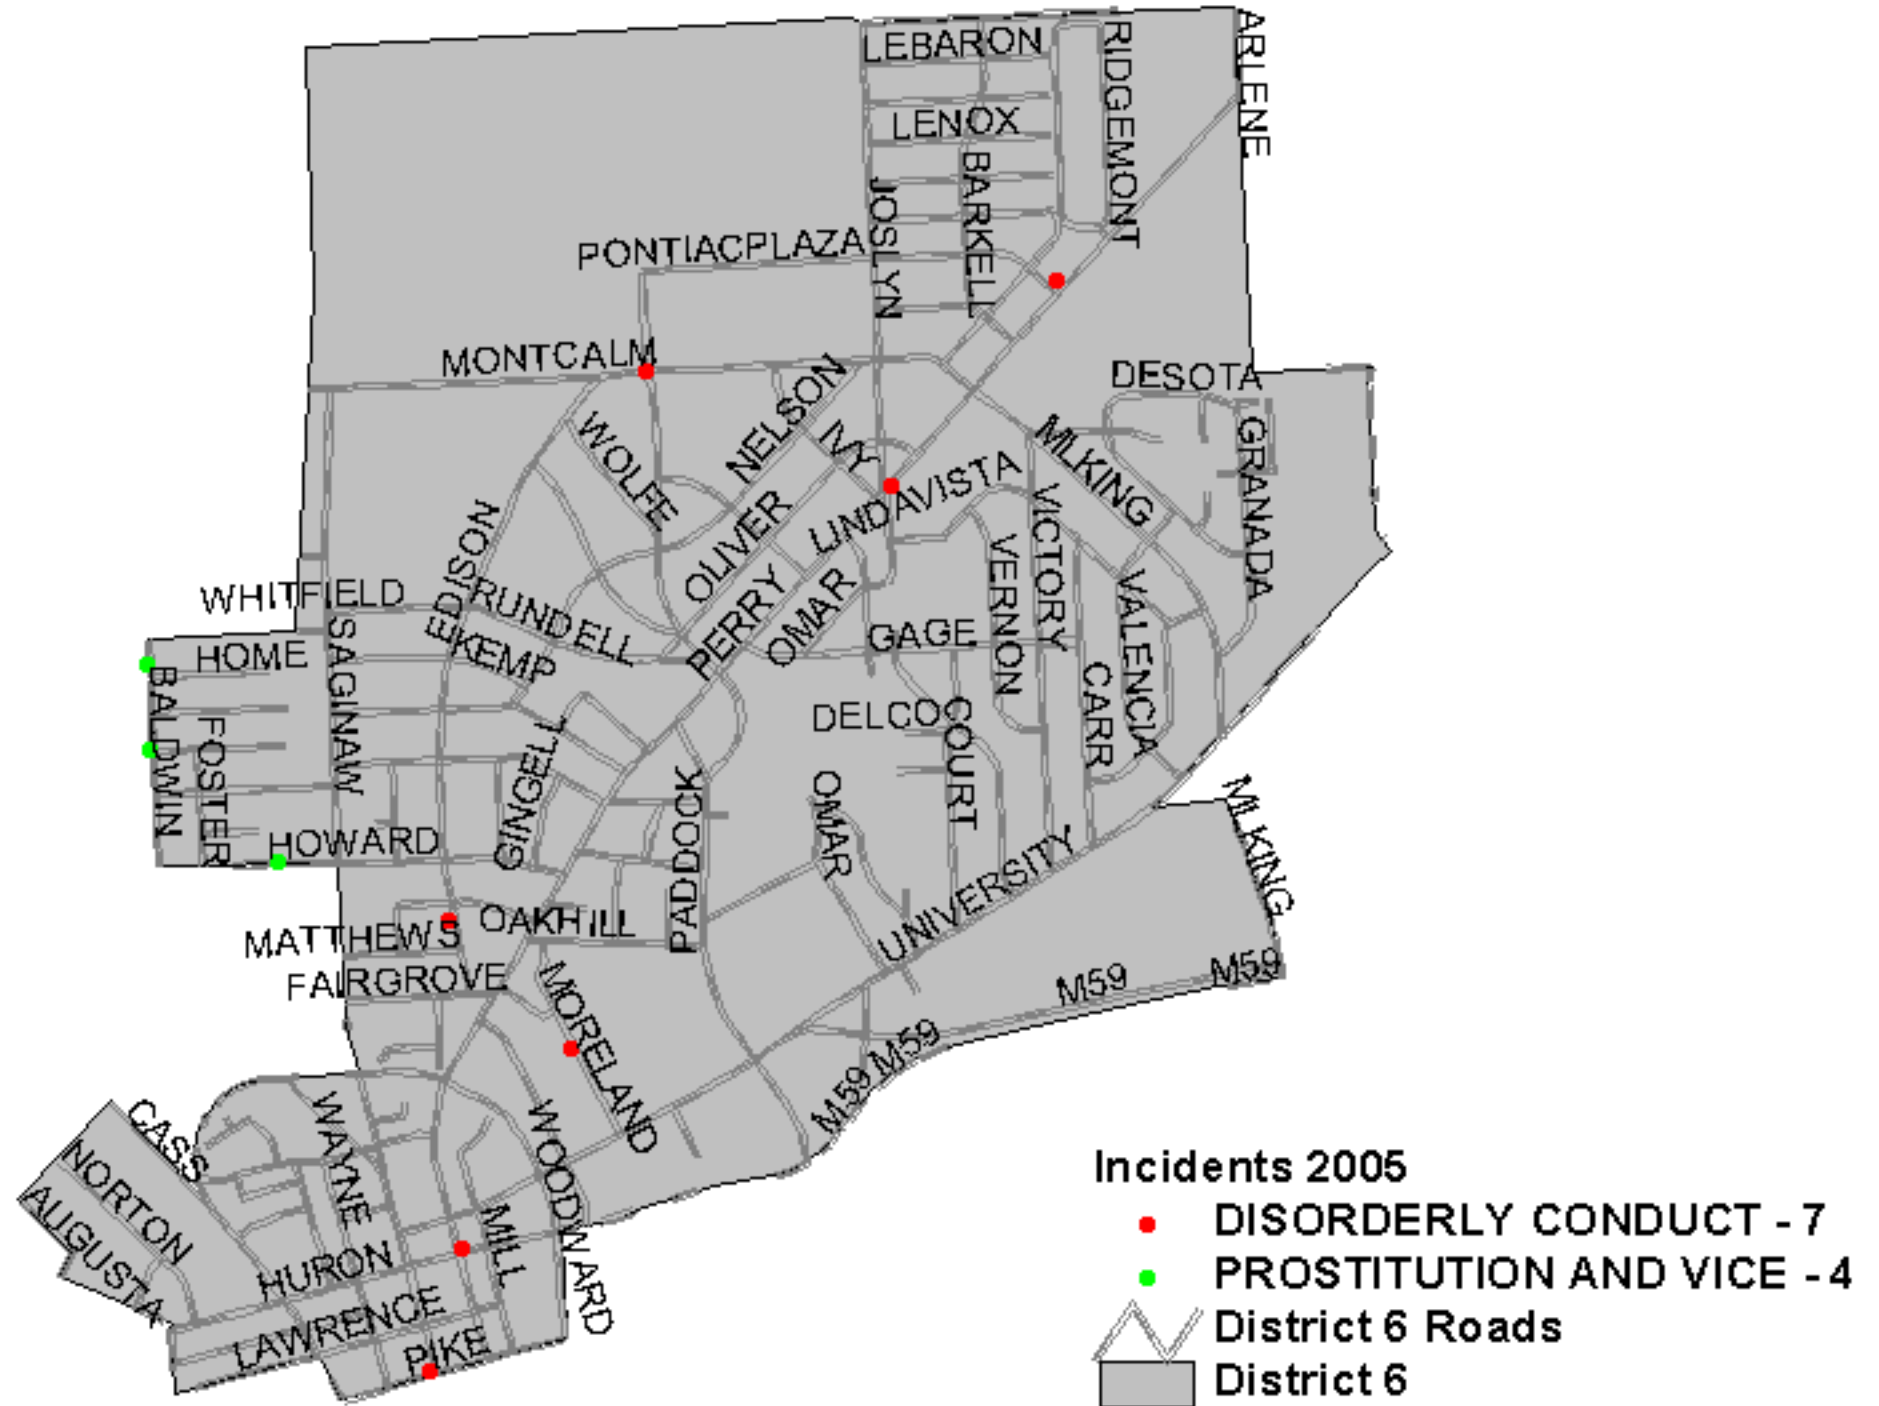 LEBARON
RIDGEMONT
ARLENE
LENOX
BARKELL
JOSLYN
PONTIACPLAZA
MONTCALM
NELSON
DESOTA
WOLFE
IVY
MLKING
GRANADA
LINDAVISTA
OLIVER
VICTORY
EDISON
VERNON
WHITFIELD
RUNDELL
PERRY
OMAR
VALENCIA
SAGINAW
KEMP
GAGE
HOME
BALDWIN
CARR
FOSTER
DELCO
COURT
GINGELL
PADDOCK
OMAR
MLKING
HOWARD
UNIVERSITY
OAKHILL
MATTHEWS
FAIRGROVE
MORELAND
M59
M59
M59
M59
CASS
WAYNE
WOODWARD
NORTON
AUGUSTA
MILL
HURON
LAWRENCE
PIKE
Incidents 2005
DISORDERLY CONDUCT - 7
PROSTITUTION AND VICE - 4
District 6 Roads
District 6